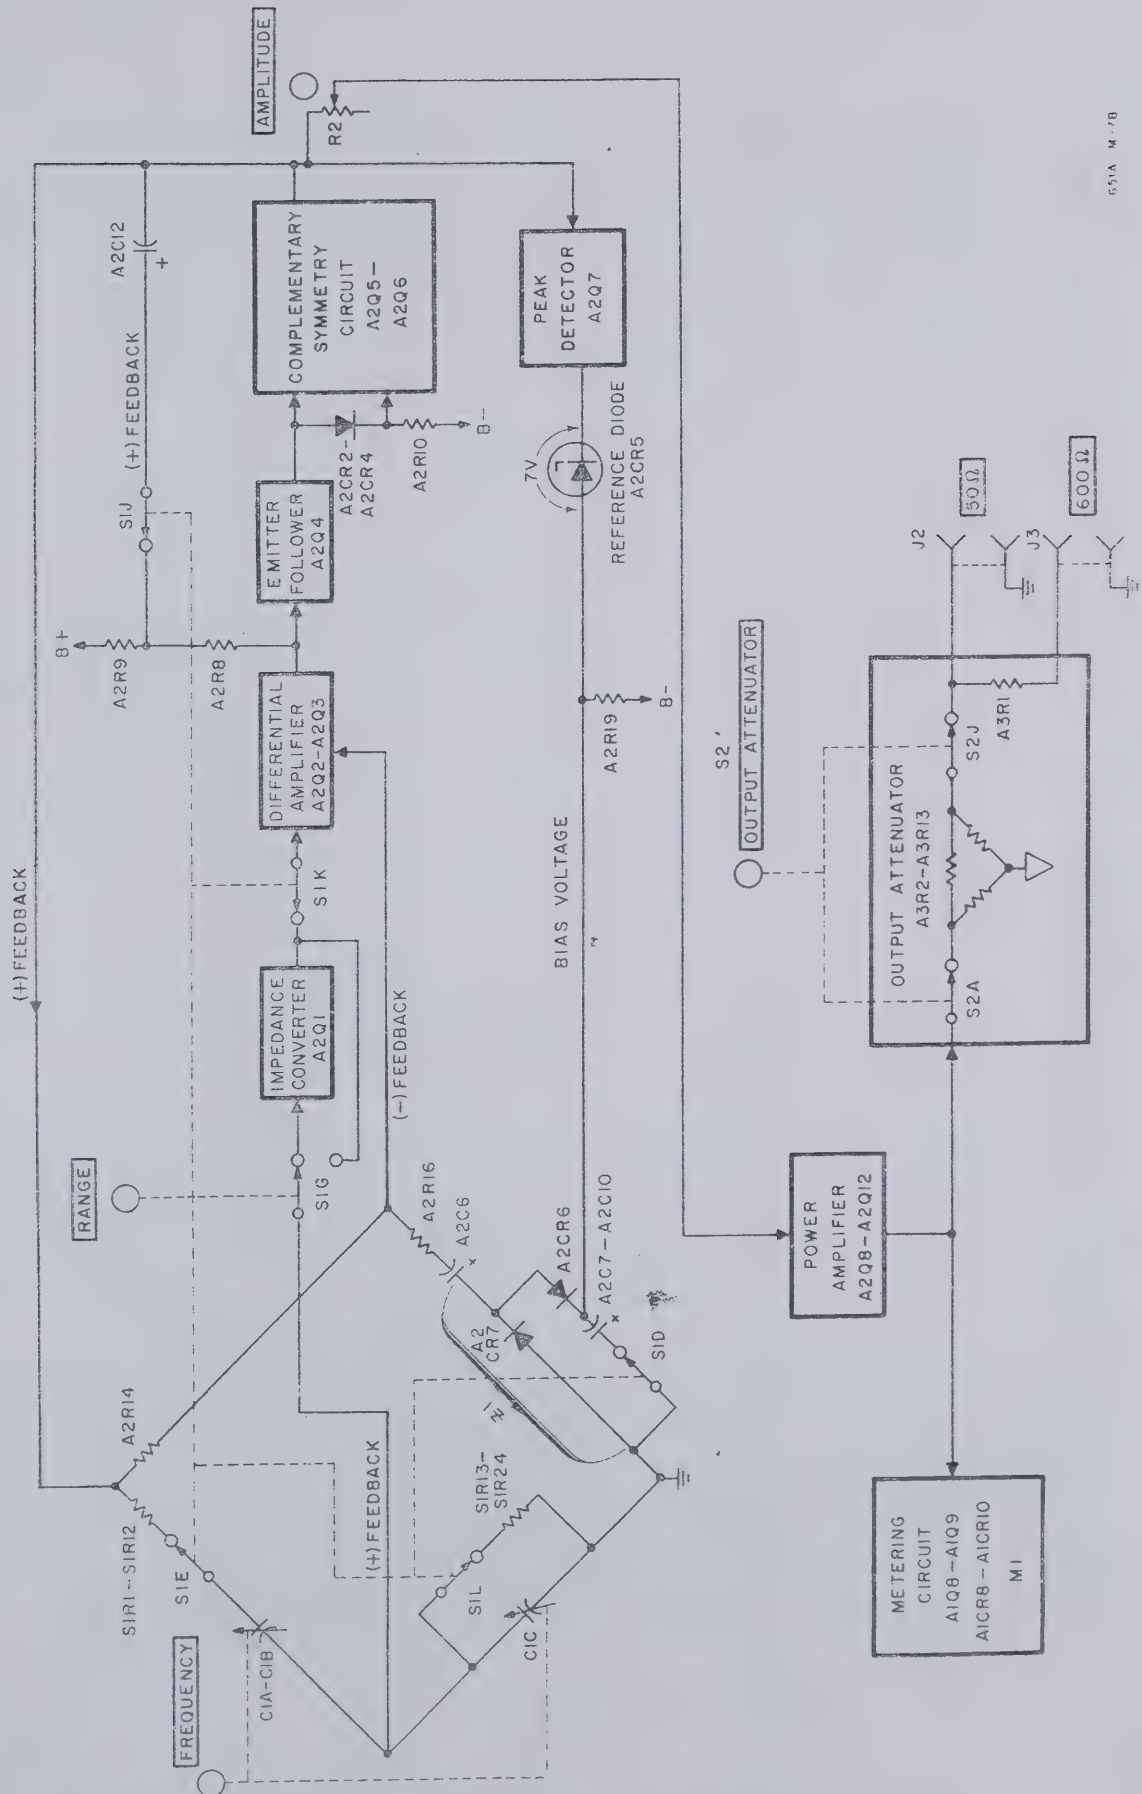 (+)FEEDBACK
AMPLITUDE
R2
A2C12
+
(+)FEEDBACK
S1J
B+
A2R9
A2R8
COMPLEMENTARY
SYMMETRY
CIRCUIT
A2Q5–
A2Q6
EMITTER
FOLLOWER
A2Q4
A2CR2-
A2CR4
A2R10
B-
DIFFERENTIAL
AMPLIFIER
A2Q2-A2Q3
S1K
IMPEDANCE
CONVERTER
A2Q1
S1G
RANGE
(-)FEEDBACK
PEAK
DETECTOR
A2Q7
7V
REFERENCE DIODE
A2CR5
A2R19
B-
BIAS VOLTAGE
A2R16
A2C6
A2CR6
A2C7-A2C10
A2
CR7
S1D
A2R14
S1R1-S1R12
S1E
C1A-C1B
FREQUENCY
(+)FEEDBACK
S1R13-
S1R24
S1L
C1C
S2
OUTPUT ATTENUATOR
OUTPUT ATTENUATOR
A3R2-A3R13
S2A
S2J
A3R1
J2
50Ω
J3
600Ω
POWER
AMPLIFIER
A2Q8-A2Q12
METERING
CIRCUIT
A1Q8-A1Q9
A1CR8-A1CR10
M1
651A M-7B